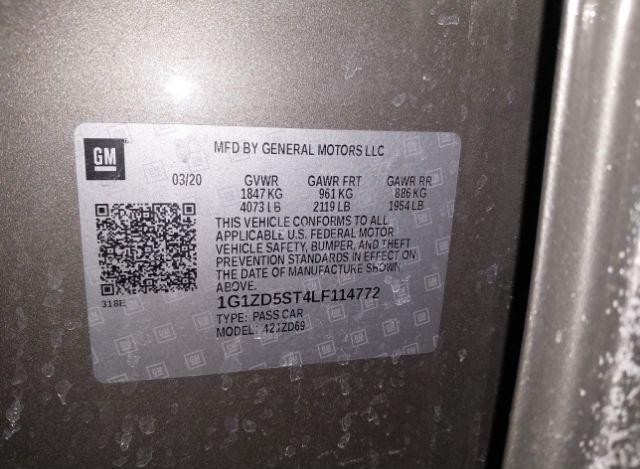 GM
MFD BY GENERAL MOTORS LLC
03/20 GVWR GAWR FRT GAWR RR
1847 KG 961 KG 886 KG
4073 LB 2119 LB 1954 LB
THIS VEHICLE CONFORMS TO ALL
APPLICABLE U.S. FEDERAL MOTOR
VEHICLE SAFETY, BUMPER, AND THEFT
PREVENTION STANDARDS IN EFFECT ON
THE DATE OF MANUFACTURE SHOWN
ABOVE.
318E
1G1ZD5ST4LF114772
TYPE: PASS CAR
MODEL: 421ZD69